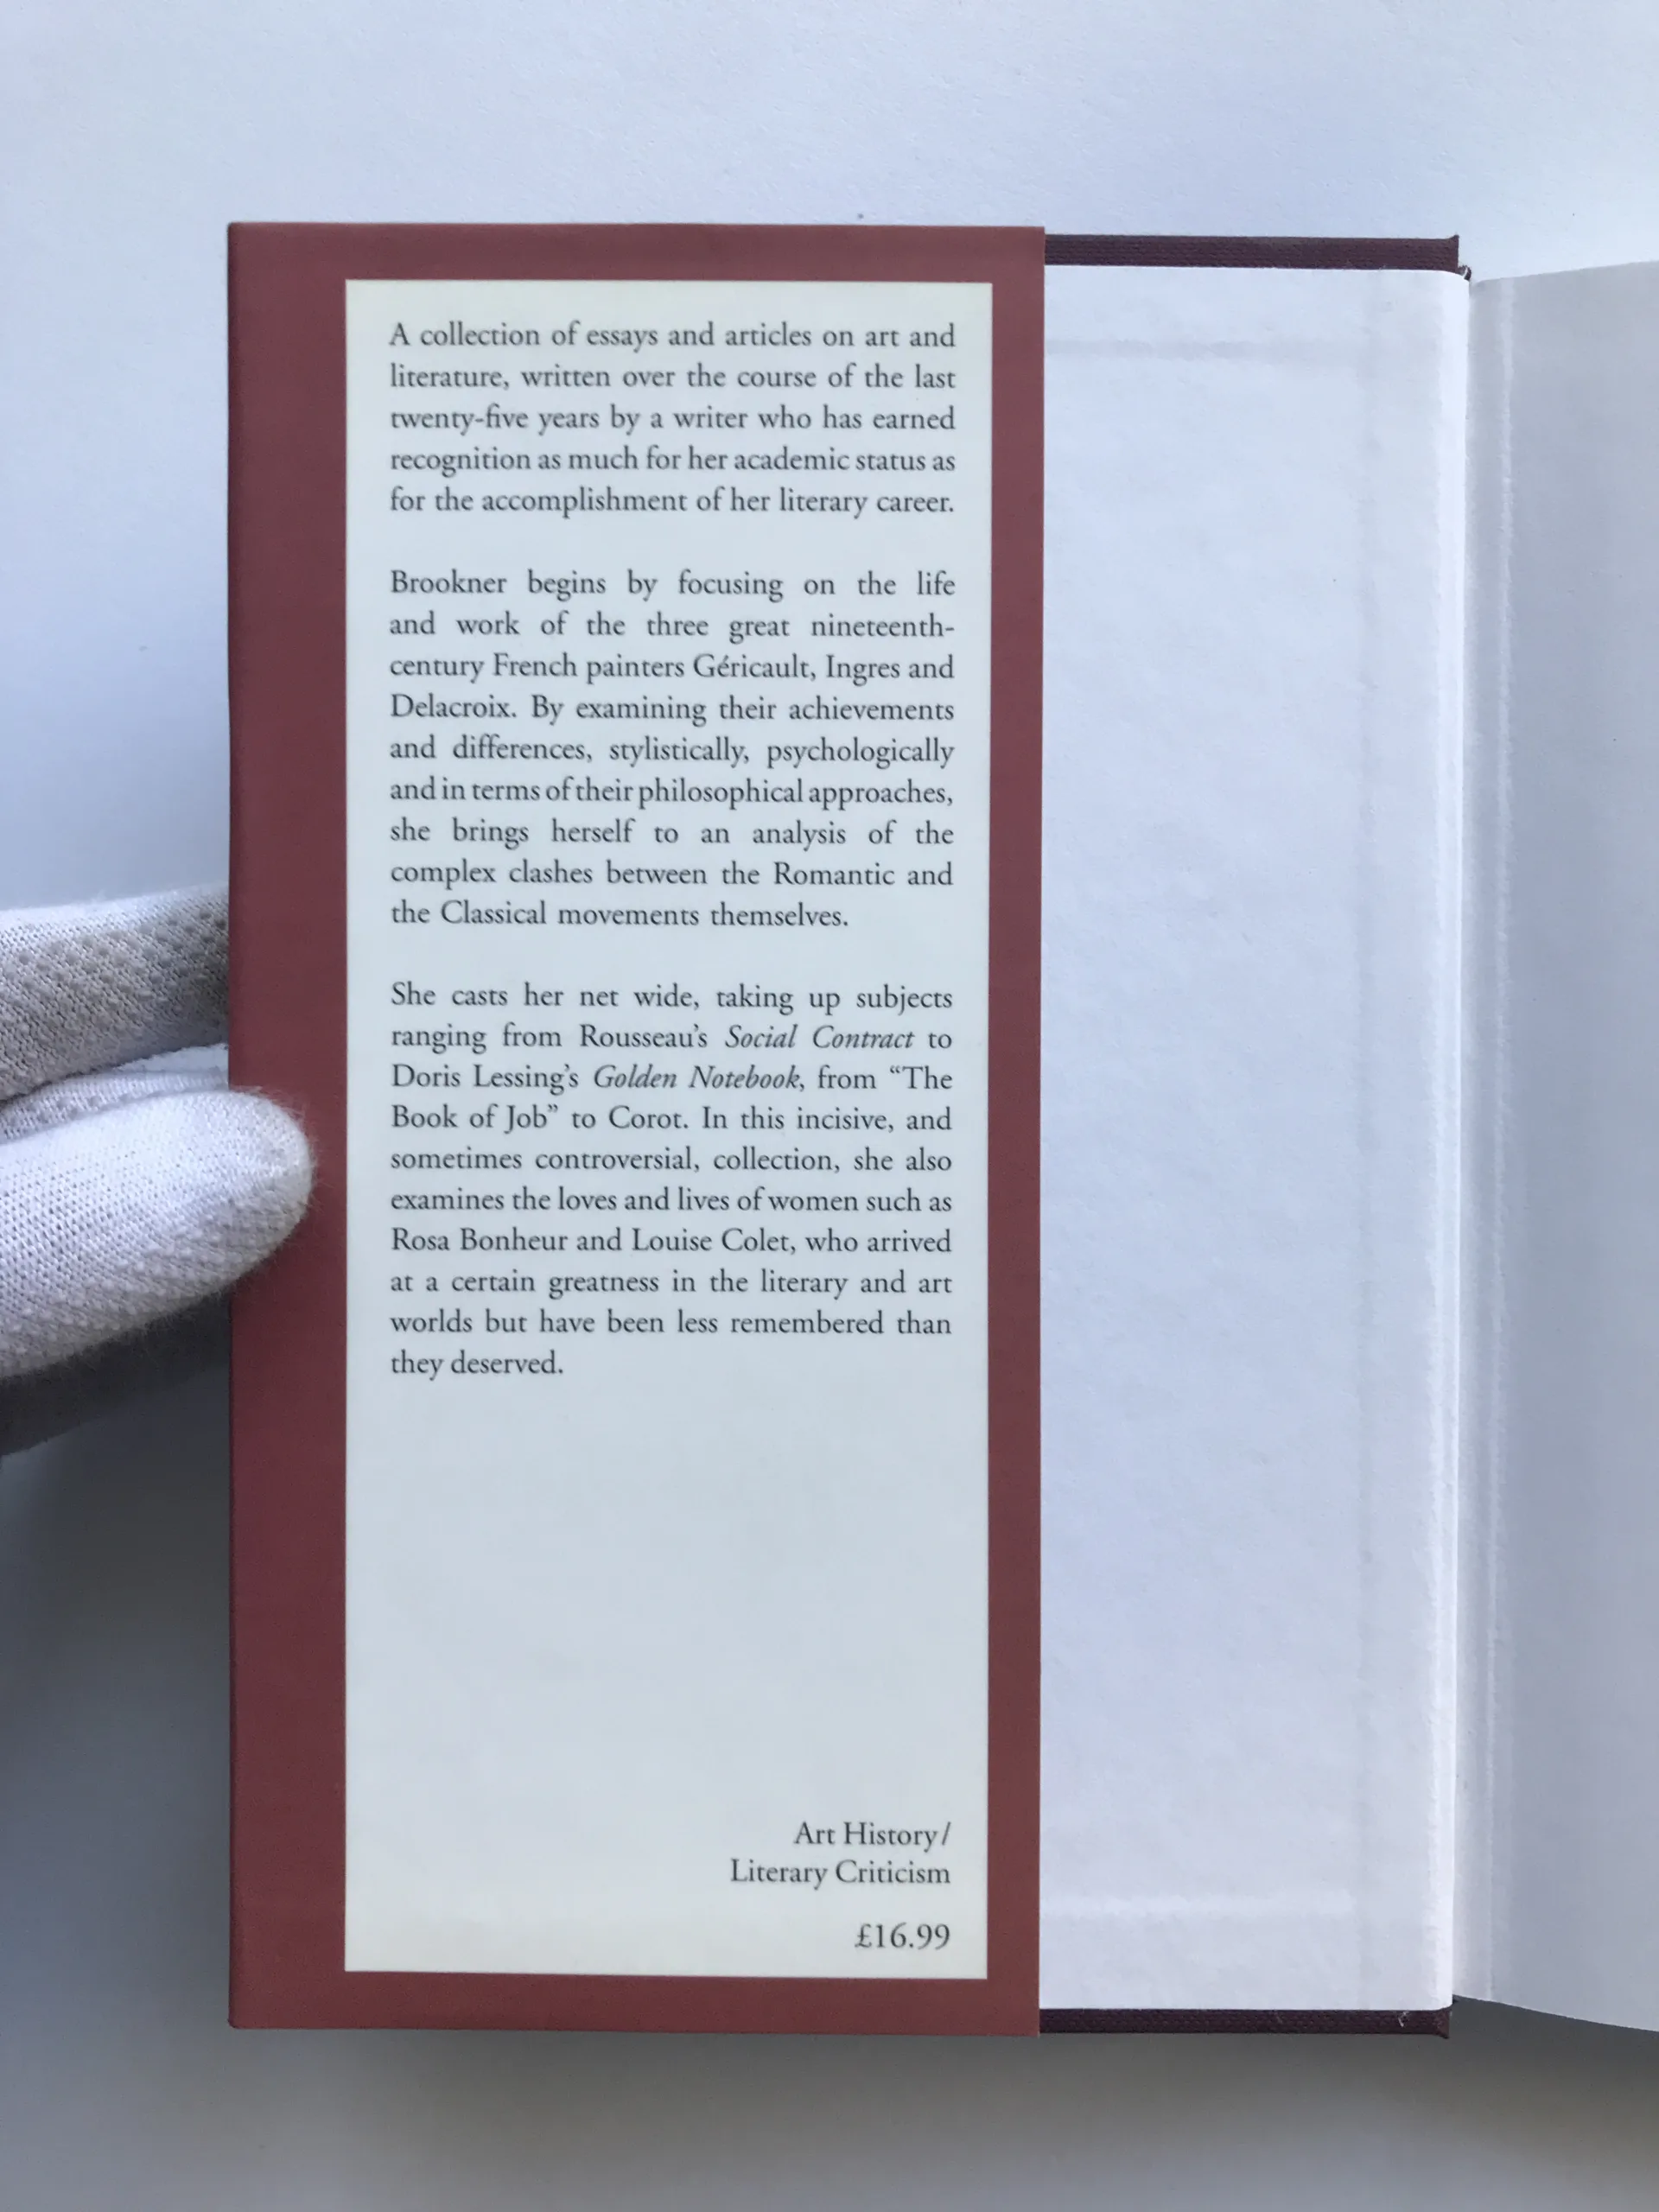 A collection of essays and articles on art and
literature, written over the course of the last
twenty-five years by a writer who has earned
recognition as much for her academic status as
for the accomplishment of her literary career.
Brookner begins by focusing on the life
and work of the three great nineteenth-
century French painters Géricault, Ingres and
Delacroix. By examining their achievements
and differences, stylistically, psychologically
and in terms of their philosophical approaches,
she brings herself to an analysis of the
complex clashes between the Romantic and
the Classical movements themselves.
She casts her net wide, taking up subjects
ranging from Rousseau's Social Contract to
Doris Lessing's Golden Notebook, from “The
Book of Job” to Corot. In this incisive, and
sometimes controversial, collection, she also
examines the loves and lives of women such as
Rosa Bonheur and Louise Colet, who arrived
at a certain greatness in the literary and art
worlds but have been less remembered than
they deserved.
Art History/
Literary Criticism
£16.99